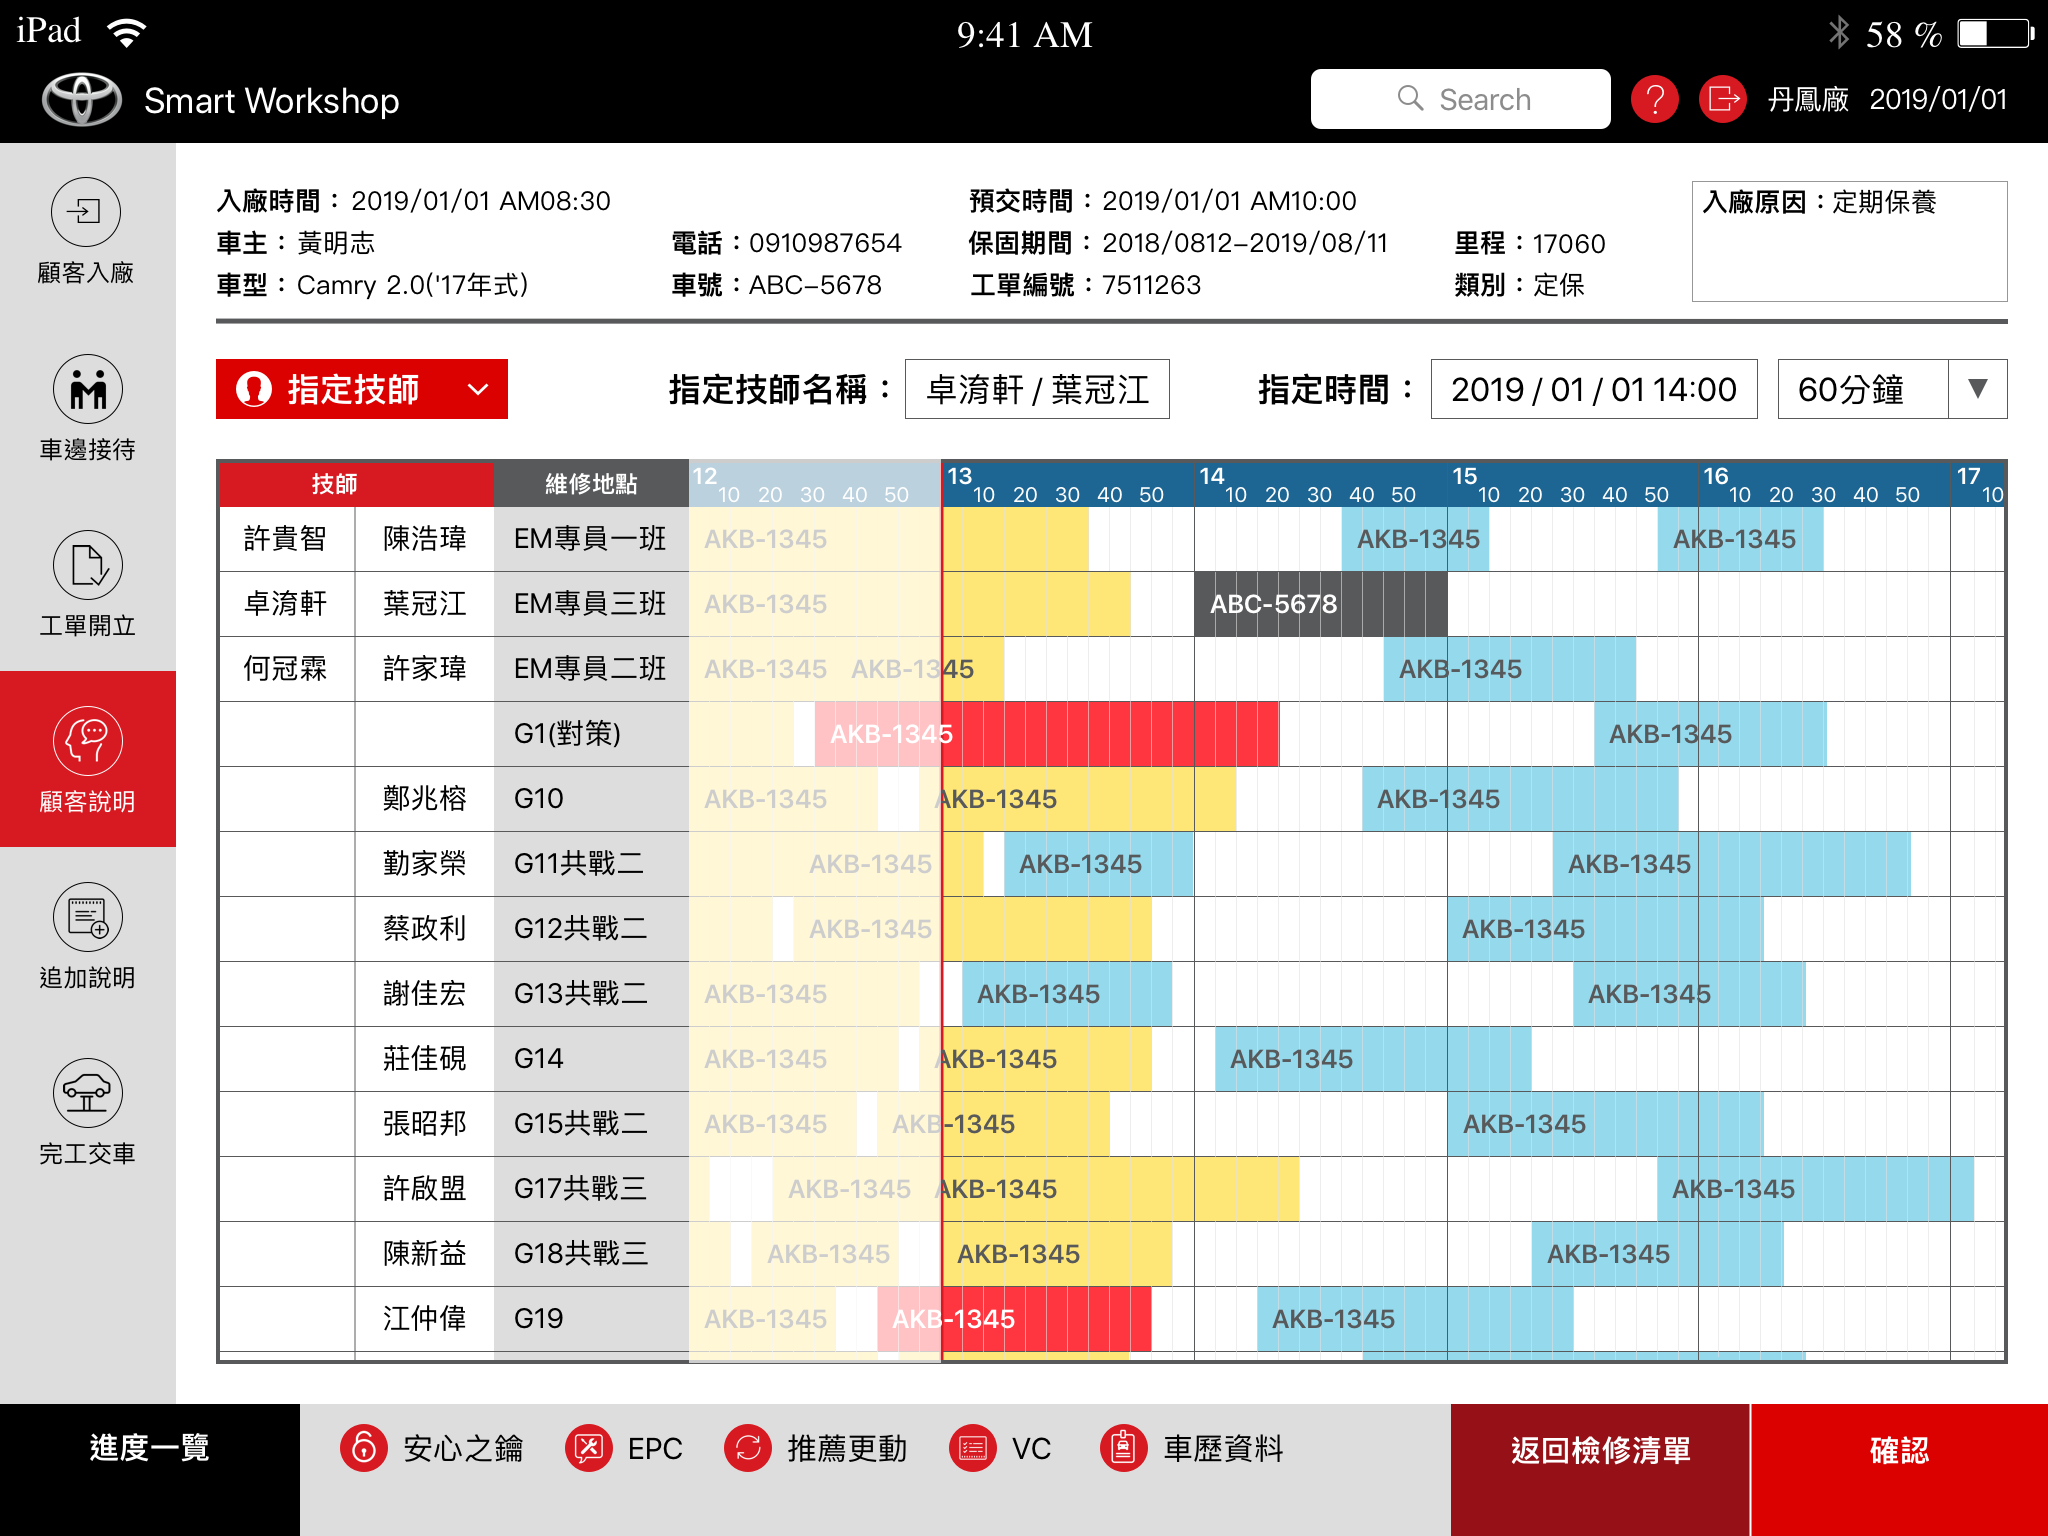 iPad 9:41 AM 58 %
Smart Workshop Search ? 丹鳳廠 2019/01/01
入廠時間：2019/01/01 AM08:30 預交時間：2019/01/01 AM10:00 入廠原因：定期保養
車主：黃明志 電話：0910987654 保固期間：2018/0812-2019/08/11 里程：17060
車型：Camry 2.0('17年式) 車號：ABC-5678 工單編號：7511263 類別：定保
顧客入廠
車邊接待
工單開立
顧客說明
追加說明
完工交車
指定技師 指定技師名稱：卓淯軒 / 葉冠江 指定時間：2019 / 01 / 01 14:00 60分鐘
技師 維修地點 12 10 20 30 40 50 13 10 20 30 40 50 14 10 20 30 40 50 15 10 20 30 40 50 16 10 20 30 40 50 17 10
許貴智 陳浩瑋 EM專員一班 AKB-1345 AKB-1345 AKB-1345
卓淯軒 葉冠江 EM專員三班 AKB-1345 ABC-5678
何冠霖 許家瑋 EM專員二班 AKB-1345 AKB-1345 AKB-1345
G1(對策) AKB-1345 AKB-1345
鄭兆榕 G10 AKB-1345 AKB-1345 AKB-1345
勤家榮 G11共戰二 AKB-1345 AKB-1345 AKB-1345
蔡政利 G12共戰二 AKB-1345 AKB-1345
謝佳宏 G13共戰二 AKB-1345 AKB-1345 AKB-1345
莊佳硯 G14 AKB-1345 AKB-1345 AKB-1345
張昭邦 G15共戰二 AKB-1345 AKB-1345 AKB-1345
許啟盟 G17共戰三 AKB-1345 AKB-1345 AKB-1345
陳新益 G18共戰三 AKB-1345 AKB-1345 AKB-1345
江仲偉 G19 AKB-1345 AKB-1345 AKB-1345
進度一覽 安心之鑰 EPC 推薦更動 VC 車歷資料 返回檢修清單 確認